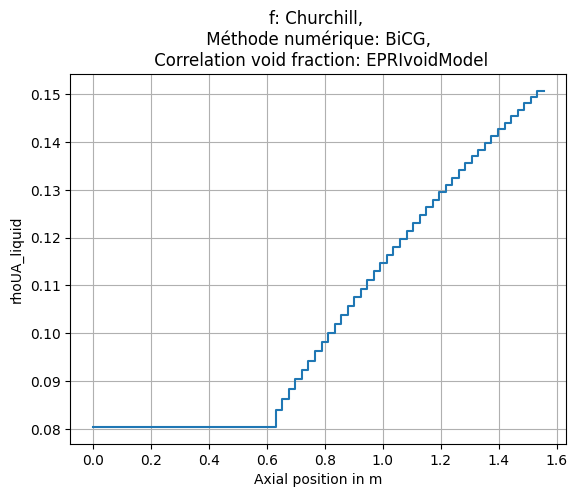 f: Churchill,
Méthode numérique: BiCG,
Correlation void fraction: EPRIvoidModel
rhoUA_liquid
0.15
0.14
0.13
0.12
0.11
0.10
0.09
0.08
0.0 0.2 0.4 0.6 0.8 1.0 1.2 1.4 1.6
Axial position in m